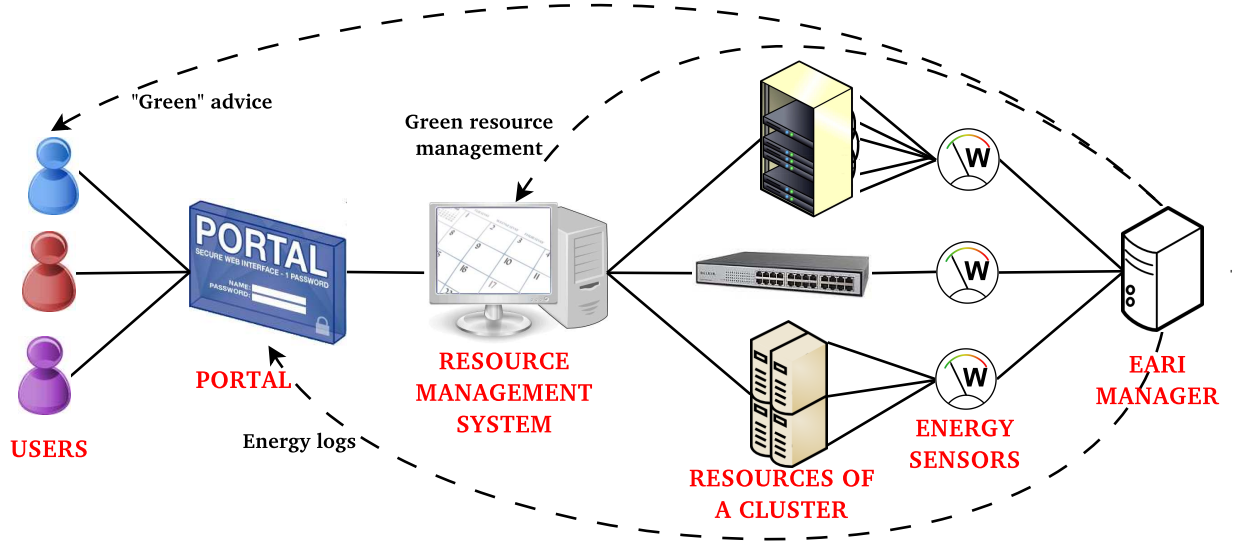 "Green" advice
Green resource
management
PORTAL
SECURE WEB INTERFACE - 1 PASSWORD
NAME:
PASSWORD:
W
W
W
PORTAL
RESOURCE
MANAGEMENT
SYSTEM
EARI
MANAGER
USERS
Energy logs
ENERGY
SENSORS
RESOURCES OF
A CLUSTER